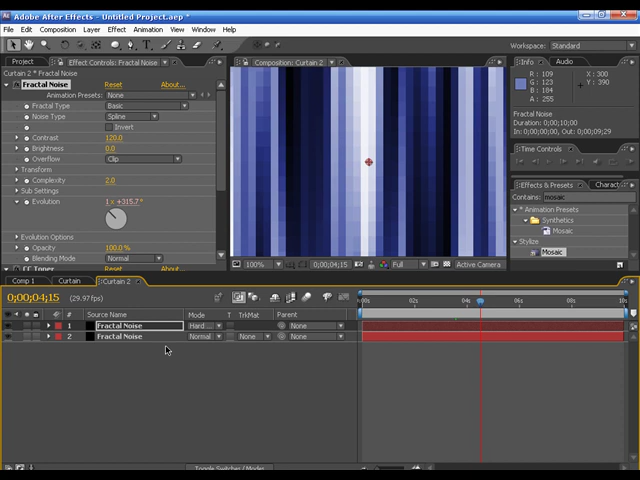 Adobe After Effects - Untitled Project.aep *
File Edit Composition Layer Effect Animation View Window Help
Workspace: Standard
Project Effect Controls: Fractal Noise
Curtain 2 * Fractal Noise
Fractal Noise Reset About...
Animation Presets: None
Fractal Type Basic
Noise Type Spline
Invert
Contrast 120.0
Brightness 0.0
Overflow Clip
Transform
Complexity 2.0
Sub Settings
Evolution 1 x +315.7°
Evolution Options
Opacity 100.0 %
Blending Mode Normal
CC Toner Reset About...
Composition: Curtain 2
100% 0;00;04;15 Full Active Camera
Info Audio
R : 109
G : 123
B : 184
A : 255
X : 300
Y : 390
Fractal Noise
Duration: 0;00;10;00
In: 0;00;00;00, Out: 0;00;09;29
Time Controls
Effects & Presets Charact
Contains: mosaic
* Animation Presets
Synthetics
Mosaic
Stylize
Mosaic
Comp 1 Curtain Curtain 2
0;00;04;15 (29.97 fps)
# Source Name Mode T TrkMat Parent
1 Fractal Noise Hard ... None
2 Fractal Noise Normal None None
:00s 02s 04s 06s 08s 10s
Toggle Switches / Modes